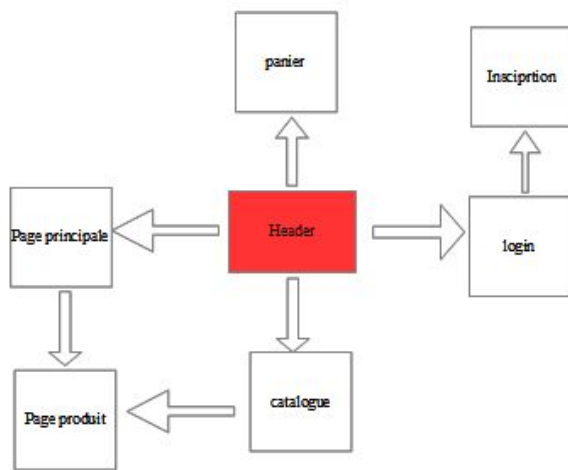 panier
Insciprtion
Page principale
Header
login
Page produit
catalogue